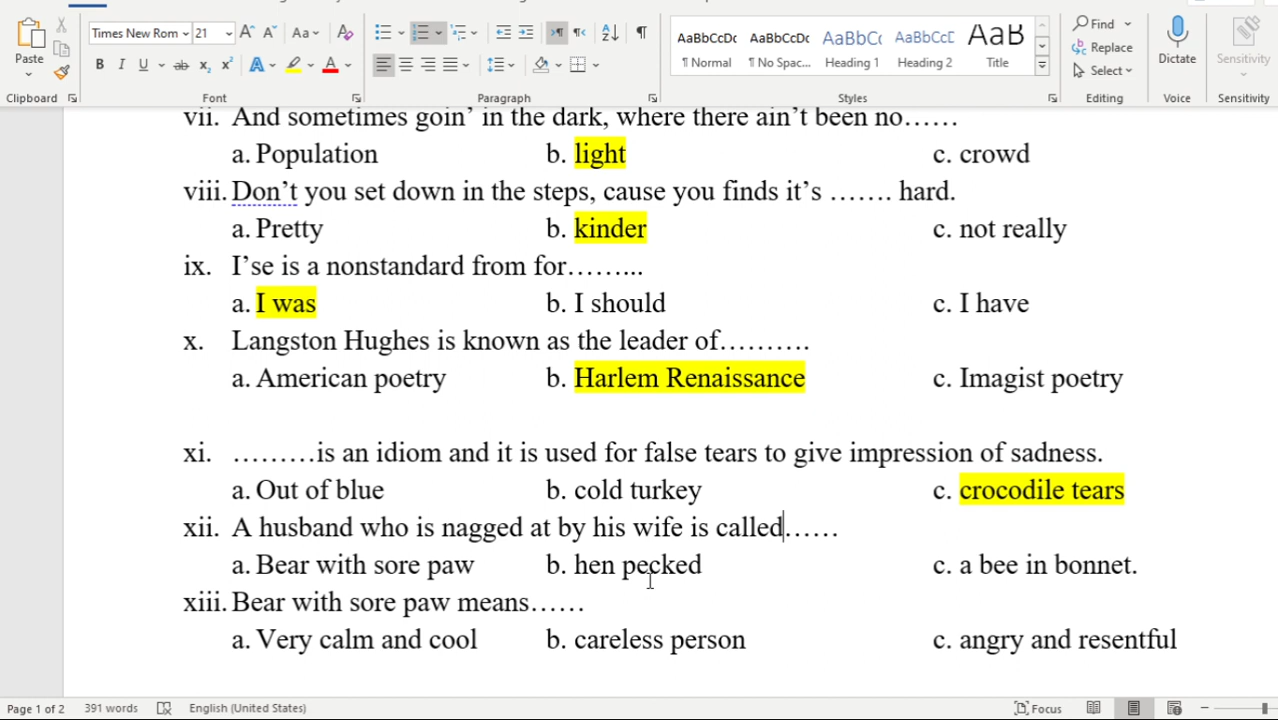 Times New Rom 21 Aa
Paste
B I U ab x₂ x² A A
AaBbCcDc AaBbCcDc AaBbC( AaBbCcD AaB
¶ Normal ¶ No Spac... Heading 1 Heading 2 Title
Find
Replace
Select
Dictate
Sensitivity
Clipboard Font Paragraph Styles Editing Voice Sensitivity
vii. And sometimes goin’ in the dark, where there ain’t been no……
a. Population b. light c. crowd
viii. Don’t you set down in the steps, cause you finds it’s ……. hard.
a. Pretty b. kinder c. not really
ix. I’se is a nonstandard from for……...
a. I was b. I should c. I have
x. Langston Hughes is known as the leader of……….
a. American poetry b. Harlem Renaissance c. Imagist poetry
xi. ………is an idiom and it is used for false tears to give impression of sadness.
a. Out of blue b. cold turkey c. crocodile tears
xii. A husband who is nagged at by his wife is called……
a. Bear with sore paw b. hen pecked c. a bee in bonnet.
xiii. Bear with sore paw means……
a. Very calm and cool b. careless person c. angry and resentful
Page 1 of 2 391 words English (United States) Focus